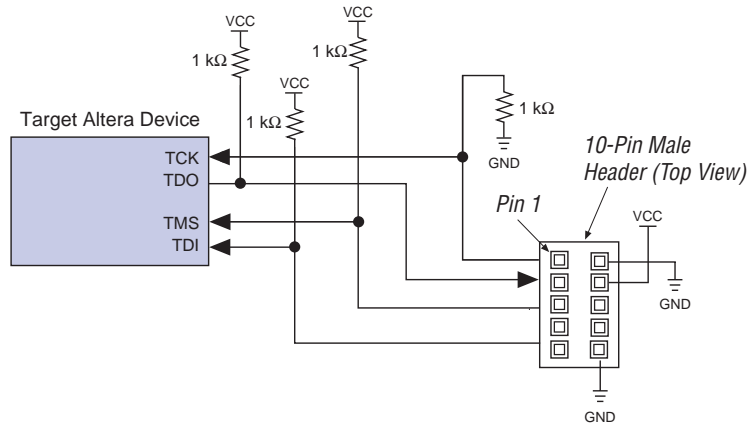 VCC
VCC
1 kΩ
1 kΩ
VCC
1 kΩ
1 kΩ
GND
Target Altera Device
TCK
TDO
TMS
TDI
10-Pin Male
Header (Top View)
Pin 1
VCC
GND
GND